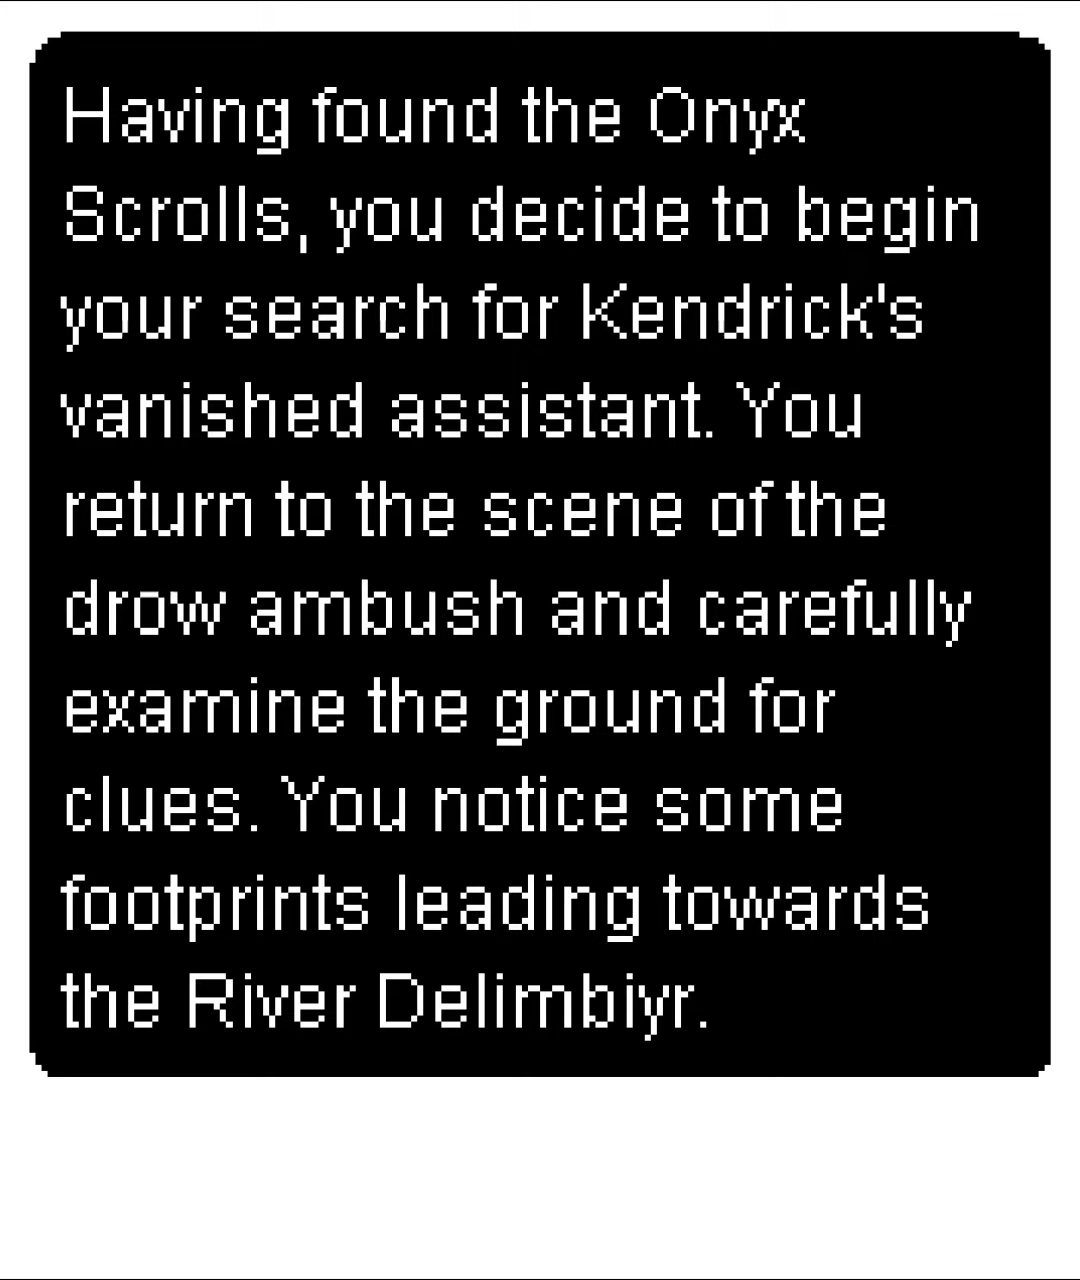 Having found the Onyx
Scrolls, you decide to begin
your search for Kendrick's
vanished assistant. You
return to the scene of the
drow ambush and carefully
examine the ground for
clues. You notice some
footprints leading towards
the River Delimbiyr.